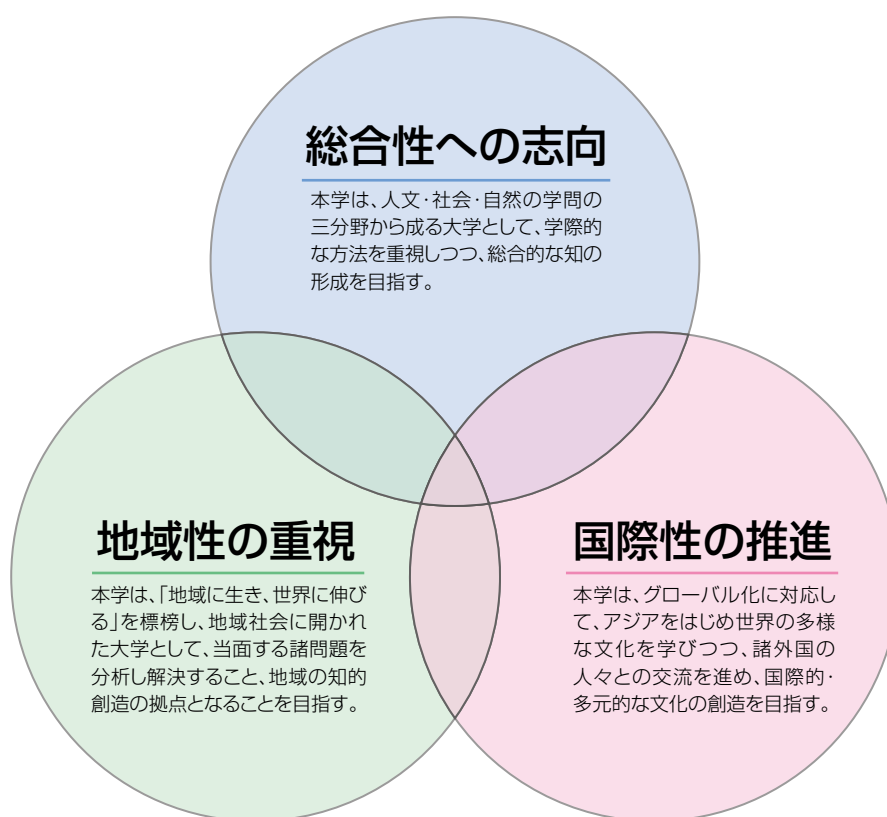 総合性への志向
本学は、人文・社会・自然の学問の
三分野から成る大学として、学際的
な方法を重視しつつ、総合的な知の
形成を目指す。
地域性の重視
本学は、「地域に生き、世界に伸び
る」を標榜し、地域社会に開かれ
た大学として、当面する諸問題を
分析し解決すること、地域の知的
創造の拠点となることを目指す。
国際性の推進
本学は、グローバル化に対応し
て、アジアをはじめ世界の多様
な文化を学びつつ、諸外国の
人々との交流を進め、国際的・
多元的な文化の創造を目指す。